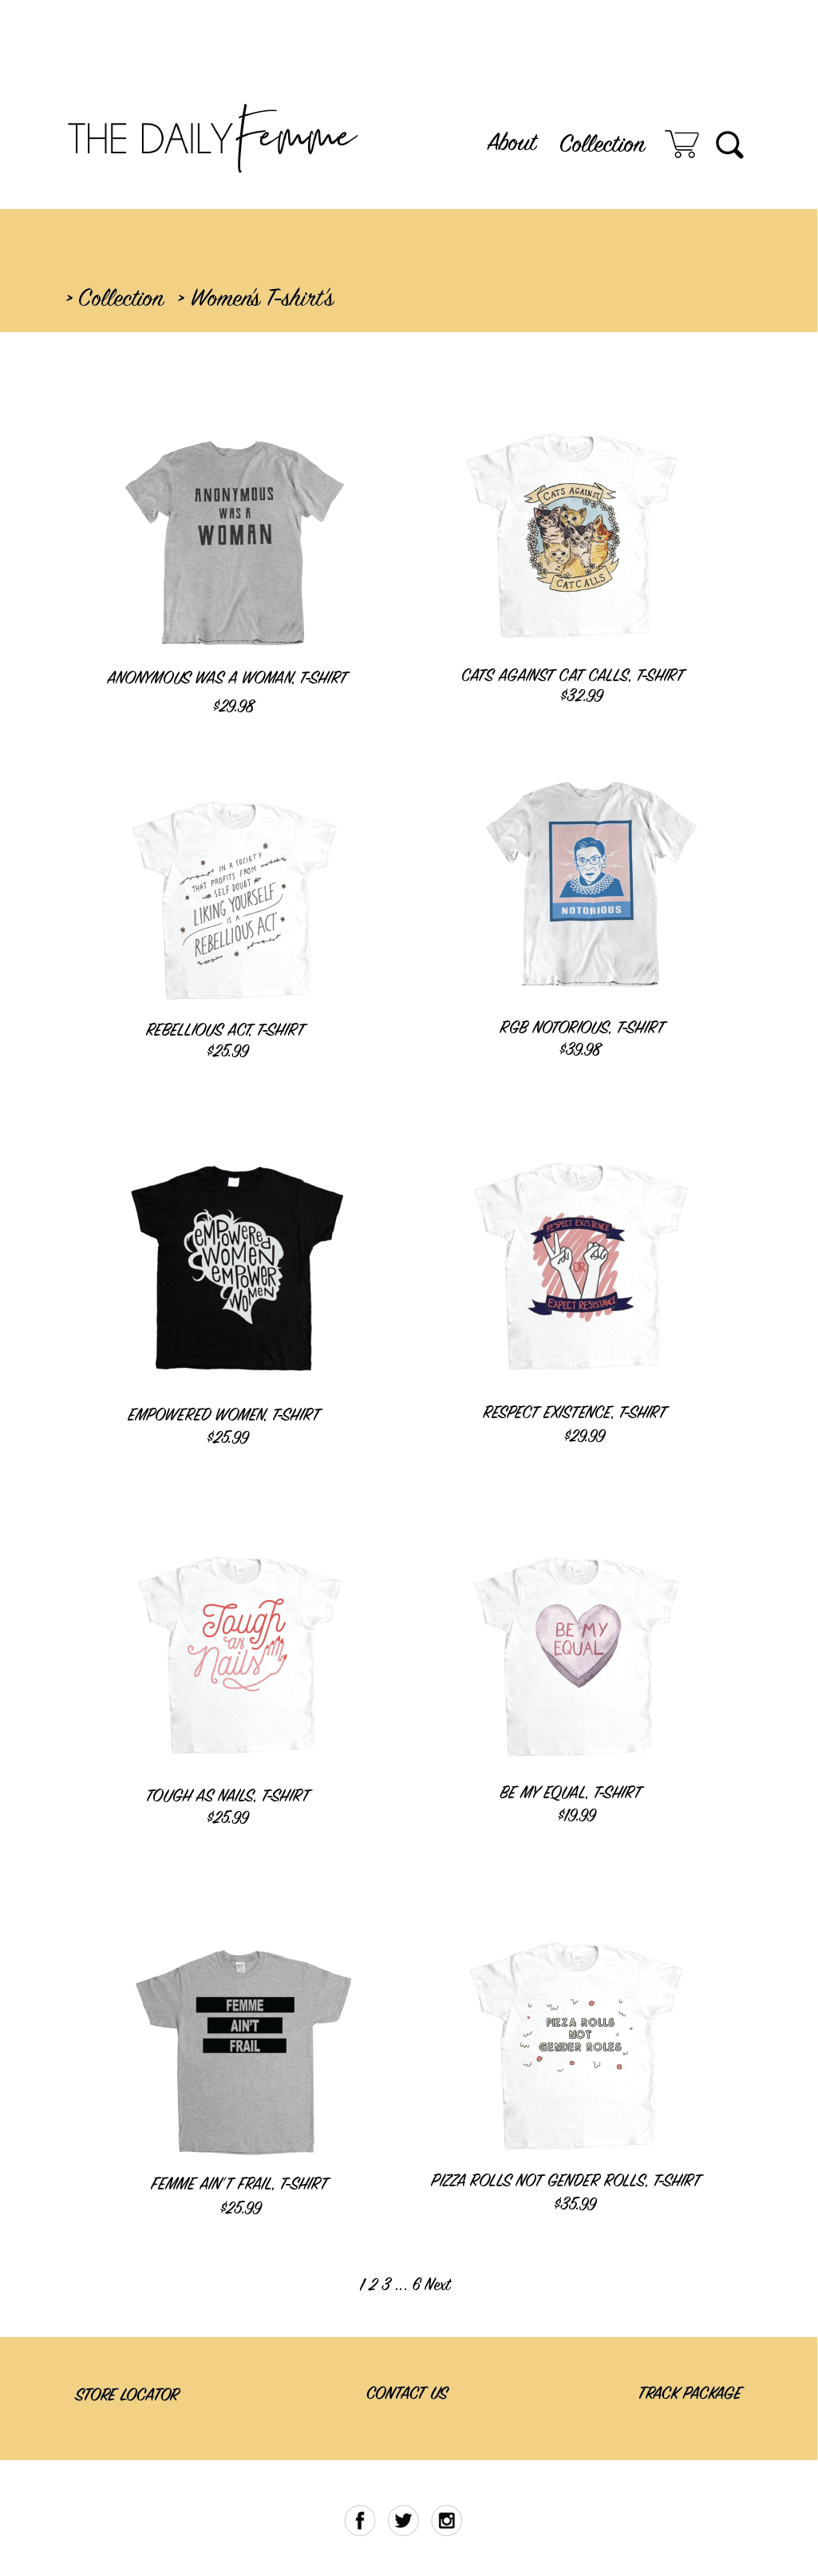 THE DAILY Femme
About Collection
> Collection > Women's T-shirt's
ANONYMOUS
WAS A
WOMAN
ANONYMOUS WAS A WOMAN, T-SHIRT
$29.98
CATS AGAINST
CATCALLS
CATS AGAINST CAT CALLS, T-SHIRT
$32.99
IN A SOCIETY
THAT PROFITS FROM
SELF DOUBT
LIKING YOURSELF
IS A
REBELLIOUS ACT
REBELLIOUS ACT, T-SHIRT
$25.99
NOTORIOUS
RGB NOTORIOUS, T-SHIRT
$39.98
EMPOWERED
WOMEN
EMPOWER
WOMEN
EMPOWERED WOMEN, T-SHIRT
$25.99
RESPECT EXISTENCE
OR
EXPECT RESISTANCE
RESPECT EXISTENCE, T-SHIRT
$29.99
Tough
as
Nails
TOUGH AS NAILS, T-SHIRT
$25.99
BE MY
EQUAL
BE MY EQUAL, T-SHIRT
$19.99
FEMME
AIN'T
FRAIL
FEMME AIN'T FRAIL, T-SHIRT
$25.99
PIZZA ROLLS
NOT
GENDER ROLES
PIZZA ROLLS NOT GENDER ROLLS, T-SHIRT
$35.99
1 2 3 ... 6 Next
STORE LOCATOR
CONTACT US
TRACK PACKAGE